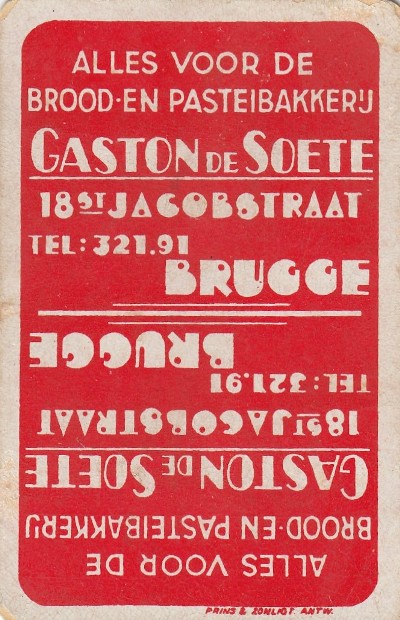 ALLES VOOR DE
BROOD-EN PASTEIBAKKERIJ
GASTON DE SOETE
18 ST JACOBSTRAAT
TEL: 321.91
BRUGGE
BRUGGE
TEL: 321.91
18 ST JACOBSTRAAT
GASTON DE SOETE
BROOD-EN PASTEIBAKKERIJ
ALLES VOOR DE
PRINS & ZONLIGT ANTW.